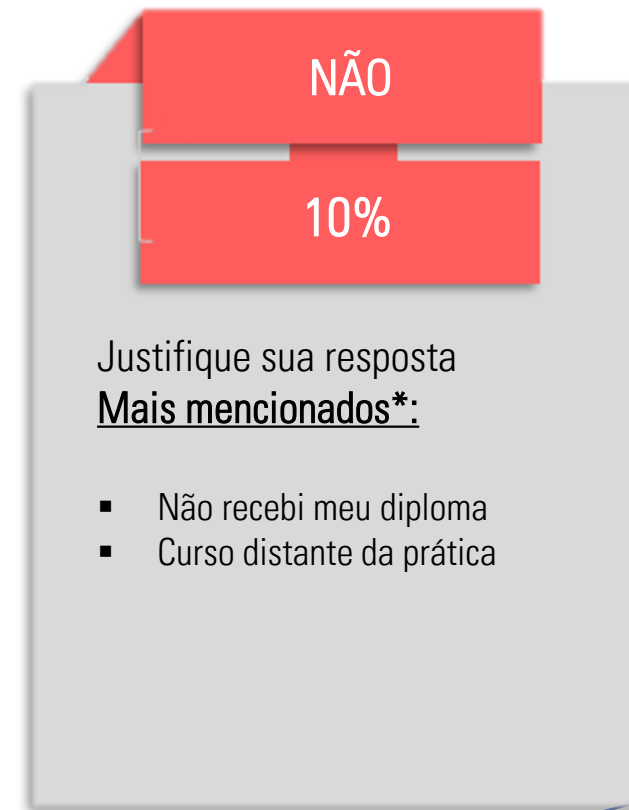 NÃO
10%
Justifique sua resposta
Mais mencionados*:
▪ Não recebi meu diploma
▪ Curso distante da prática